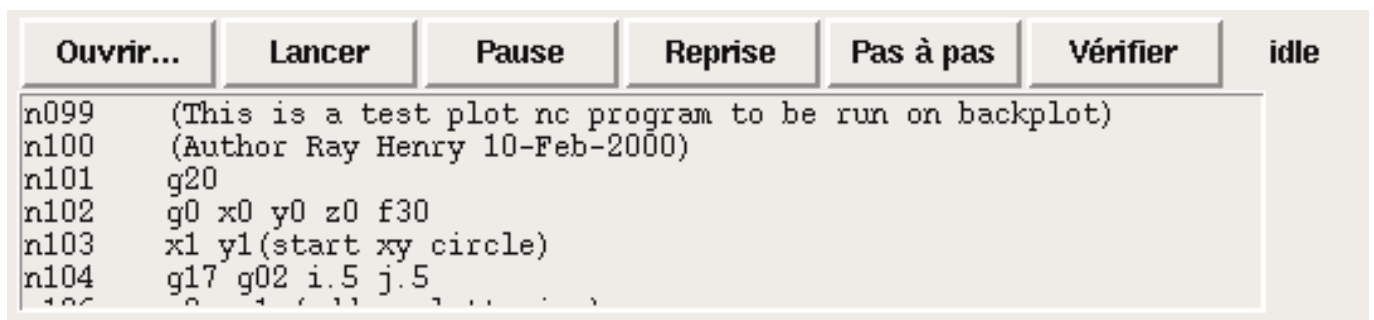 Ouvrir... Lancer Pause Reprise Pas à pas Vérifier idle
n099 (This is a test plot nc program to be run on backplot)
n100 (Author Ray Henry 10-Feb-2000)
n101 g20
n102 g0 x0 y0 z0 f30
n103 x1 y1(start xy circle)
n104 g17 g02 i.5 j.5